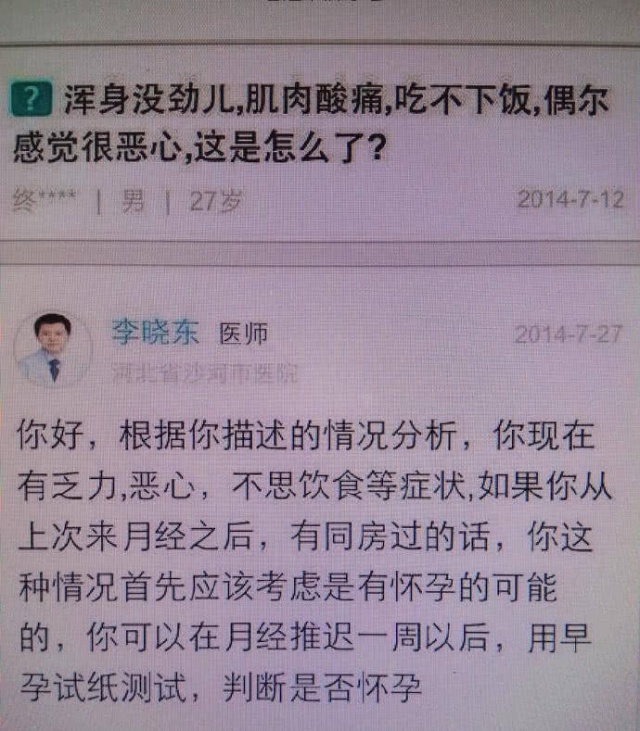 ?
浑身没劲儿,肌肉酸痛,吃不下饭,偶尔
感觉很恶心,这是怎么了?
终**** | 男 | 27岁 2014-7-12
李晓东 医师 2014-7-27
河北省沙河市医院
你好，根据你描述的情况分析，你现在
有乏力,恶心，不思饮食等症状,如果你从
上次来月经之后，有同房过的话，你这
种情况首先应该考虑是有怀孕的可能
的，你可以在月经推迟一周以后，用早
孕试纸测试，判断是否怀孕